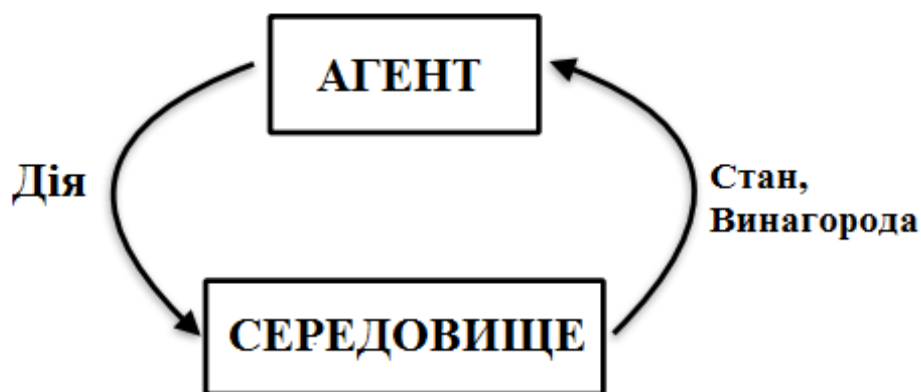 АГЕНТ
Дія
Стан,
Винагорода
СЕРЕДОВИЩЕ